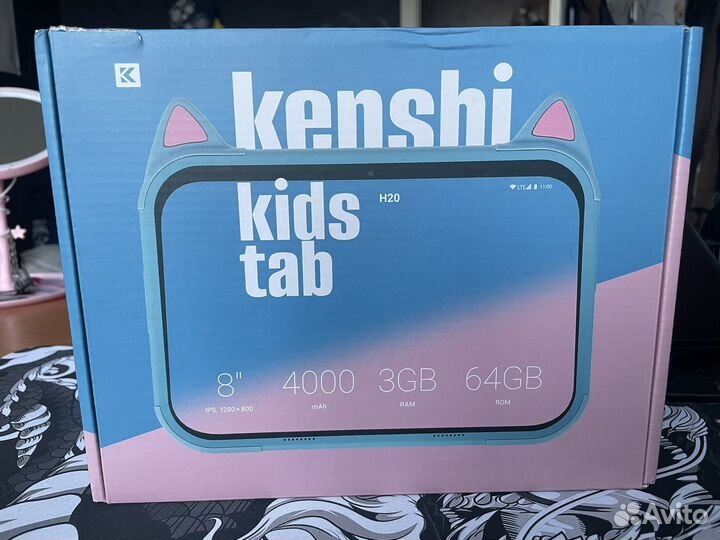 K
kenshi
LTE 11:00
kids
H20
tab
8" 4000 3GB 64GB
IPS, 1280×800 mAh RAM ROM
Avito